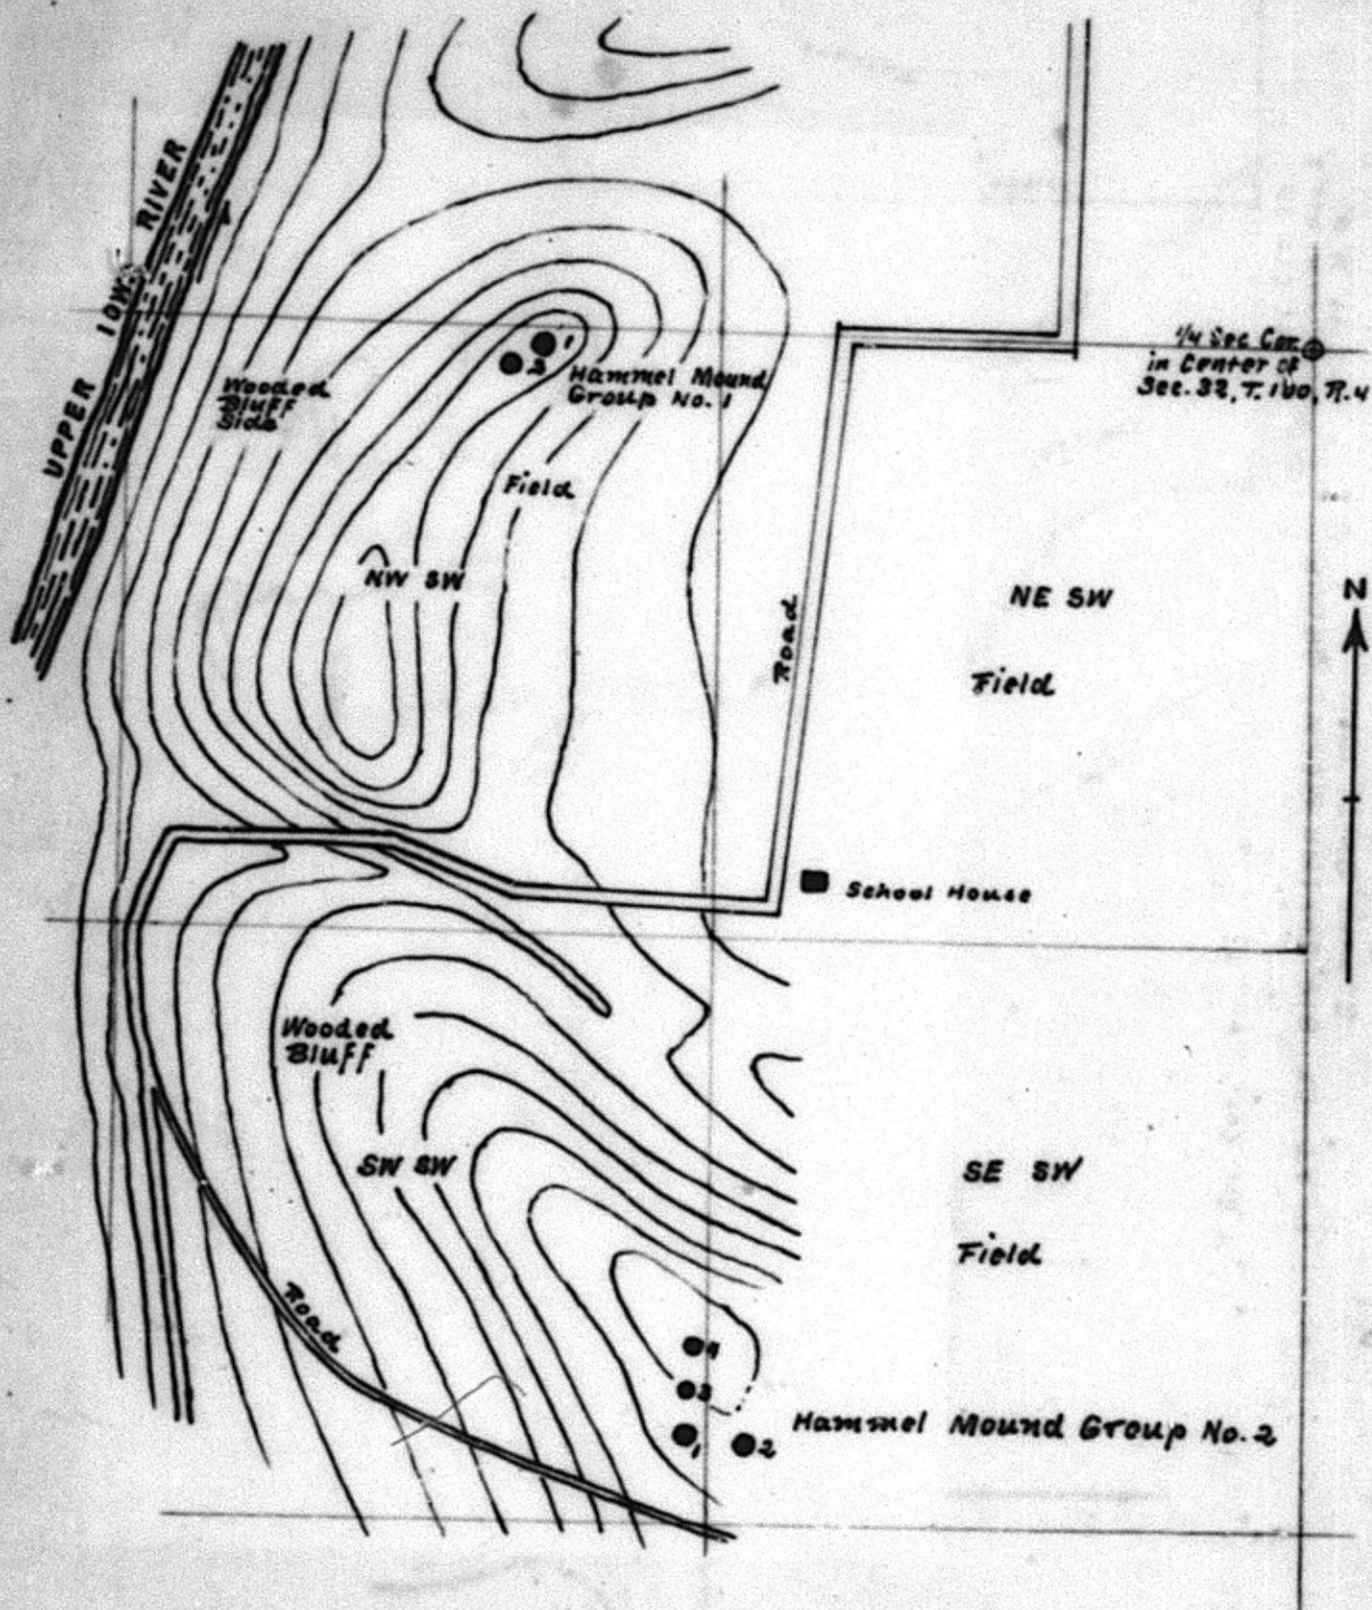 UPPER IOWA RIVER
1/4 Sec Cor.
in Center of
Sec. 32, T. 100, R. 4
1
2
Hammel Mound
Group No. 1
Wooded
Bluff
Side
Field
NW SW
N
NE SW
Road
Field
School House
Wooded
Bluff
SW SW
SE SW
Field
Road
4
3
Hammel Mound Group No. 2
1
2